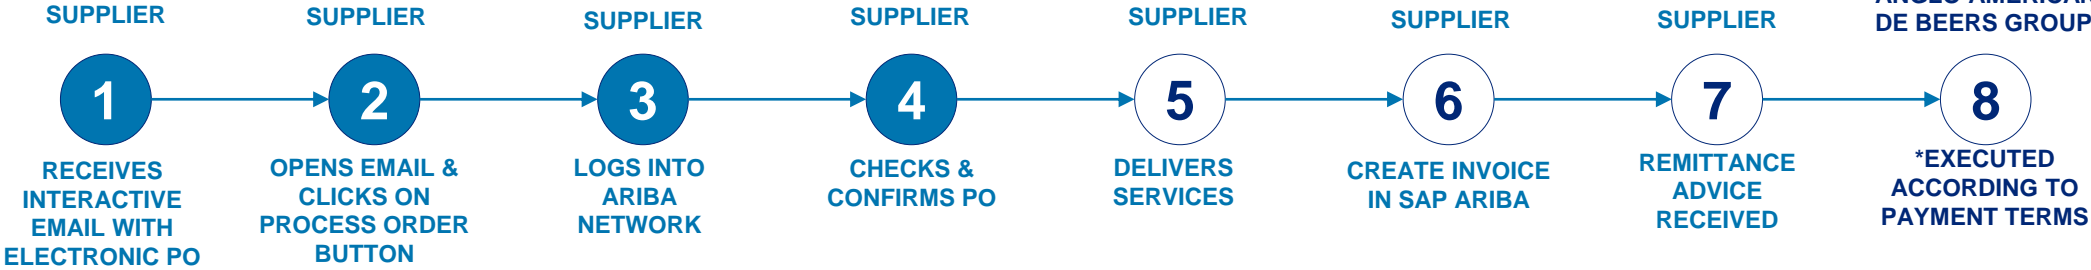 SUPPLIER
1
RECEIVES
INTERACTIVE
EMAIL WITH
ELECTRONIC PO
SUPPLIER
2
OPENS EMAIL &
CLICKS ON
PROCESS ORDER
BUTTON
SUPPLIER
3
LOGS INTO
ARIBA
NETWORK
SUPPLIER
4
CHECKS &
CONFIRMS PO
SUPPLIER
5
DELIVERS
SERVICES
SUPPLIER
6
CREATE INVOICE
IN SAP ARIBA
SUPPLIER
7
REMITTANCE
ADVICE
RECEIVED
ANGLO AMERICAN
DE BEERS GROUP
8
*EXECUTED
ACCORDING TO
PAYMENT TERMS